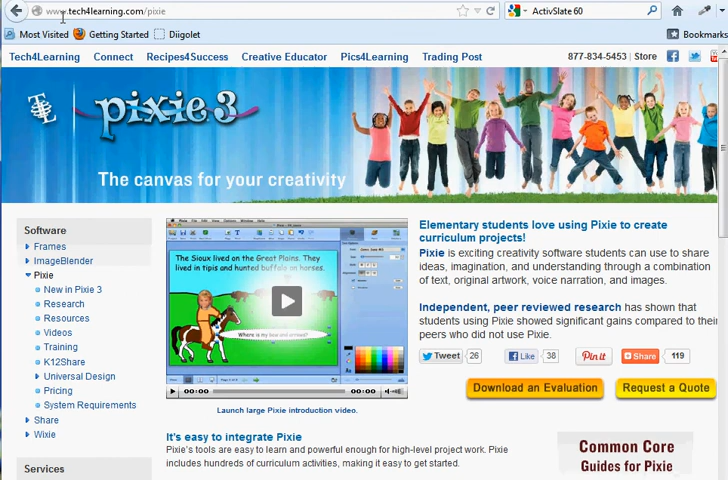 www.tech4learning.com/pixie
ActivSlate 60
Most Visited
Getting Started
Diigolet
Bookmarks
Tech4Learning Connect Recipes4Success Creative Educator Pics4Learning Trading Post 877-834-5453 | Store
pixie 3
The canvas for your creativity
Software
Frames
ImageBlender
Pixie
New in Pixie 3
Research
Resources
Videos
Training
K12Share
Universal Design
Pricing
System Requirements
Share
Wixie
Services
The Sioux lived on the Great Plains. They
lived in tipis and hunted buffalo on horses.
Where is my bow and arrows?
00:00 00:00
Launch large Pixie introduction video.
Elementary students love using Pixie to create
curriculum projects!
Pixie is exciting creativity software students can use to share
ideas, imagination, and understanding through a combination
of text, original artwork, voice narration, and images.
Independent, peer reviewed research has shown that
students using Pixie showed significant gains compared to their
peers who did not use Pixie.
Tweet 26 Like 38 Pin it Share 119
Download an Evaluation
Request a Quote
It's easy to integrate Pixie
Pixie's tools are easy to learn and powerful enough for high-level project work. Pixie
includes hundreds of curriculum activities, making it easy to get started.
Common Core
Guides for Pixie